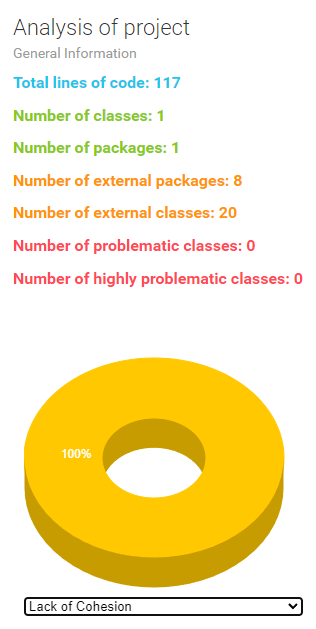 Analysis of project
General Information
Total lines of code: 117
Number of classes: 1
Number of packages: 1
Number of external packages: 8
Number of external classes: 20
Number of problematic classes: 0
Number of highly problematic classes: 0
100%
Lack of Cohesion